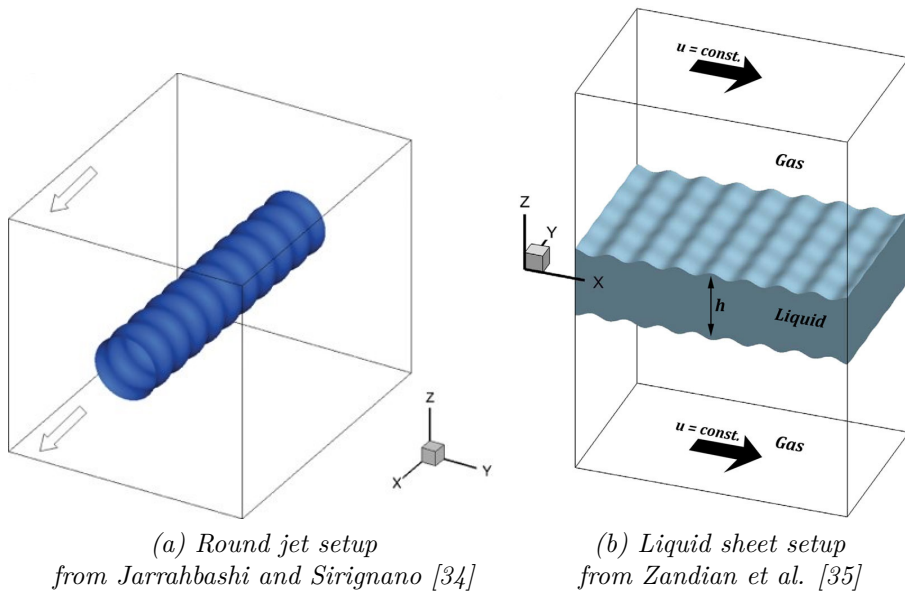 u = const.
Gas
Z
Y
X
h
Liquid
Z
X
Y
u = const.
Gas
(a) Round jet setup
from Jarrahbashi and Sirignano [34]
(b) Liquid sheet setup
from Zandian et al. [35]